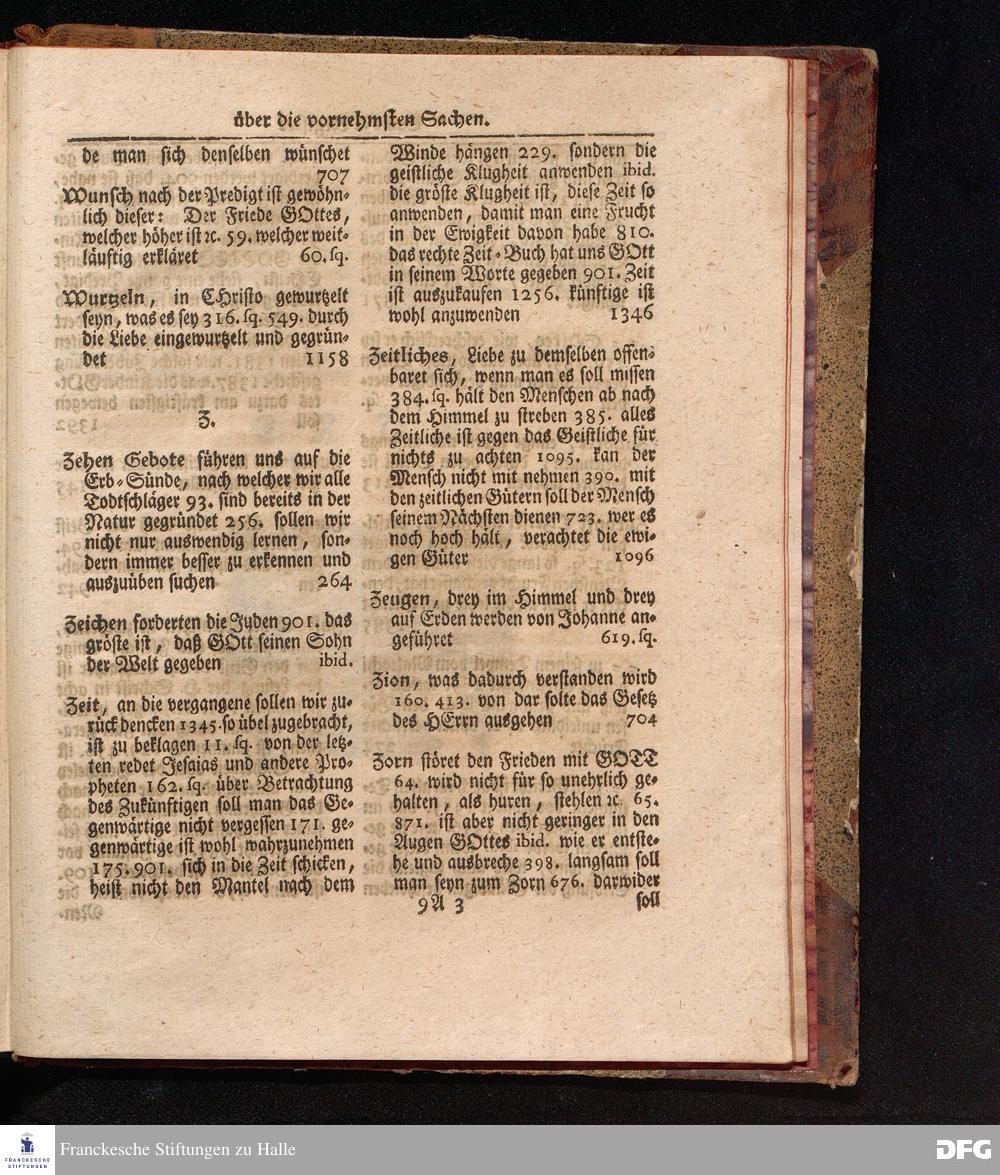 über die vornehmsten Sachen.
de man sich denselben wünschet
707
Wunsch nach der Predigt ist gewöhn-
lich dieser: Der Friede GOttes,
welcher höher ist ꝛc. 59. welcher weit-
läuftig erkläret 60. sq.
Wurtzeln, in CHristo gewurtzelt
seyn, was es sey 316. sq. 549. durch
die Liebe eingewurtzelt und gegrün-
det 1158
Z.
Zehen Gebote führen uns auf die
Erb-Sünde, nach welcher wir alle
Todtschläger 93. sind bereits in der
Natur gegründet 256. sollen wir
nicht nur auswendig lernen, son-
dern immer besser zu erkennen und
auszuüben suchen 264
Zeichen forderten die Juden 901. das
gröste ist, daß GOtt seinen Sohn
der Welt gegeben ibid.
Zeit, an die vergangene sollen wir zu-
rück dencken 1345. so übel zugebracht,
ist zu beklagen 11. sq. von der letz-
ten redet Jesaias und andere Pro-
pheten 162. sq. über Betrachtung
des Zukünftigen soll man das Ge-
genwärtige nicht vergessen 171. ge-
genwärtige ist wohl wahrzunehmen
175. 901. sich in die Zeit schicken,
heist nicht den Mantel nach dem
Winde hängen 229. sondern die
geistliche Klugheit anwenden ibid.
die gröste Klugheit ist, diese Zeit so
anwenden, damit man eine Frucht
in der Ewigkeit davon habe 810.
das rechte Zeit-Buch hat uns GOtt
in seinem Worte gegeben 901. Zeit
ist auszukaufen 1256. künftige ist
wohl anzuwenden 1346
Zeitliches, Liebe zu demselben offen-
baret sich, wenn man es soll missen
384. sq. hält den Menschen ab nach
dem Himmel zu streben 385. alles
Zeitliche ist gegen das Geistliche für
nichts zu achten 1095. kan der
Mensch nicht mit nehmen 390. mit
den zeitlichen Gütern soll der Mensch
seinem Nächsten dienen 723. wer es
noch hoch hält, verachtet die ewi-
gen Güter 1096
Zeugen, drey im Himmel und drey
auf Erden werden von Johanne an-
geführet 619. sq.
Zion, was dadurch verstanden wird
160. 413. von dar solte das Gesetz
des HErrn ausgehen 704
Zorn störet den Frieden mit GOTT
64. wird nicht für so unehrlich ge-
halten, als huren, stehlen ꝛc. 65.
871. ist aber nicht geringer in den
Augen GOttes ibid. wie er entste-
he und ausbreche 398. langsam soll
man seyn zum Zorn 676. darwider
9A 3 soll
FRANCKESCHE
STIFTUNGEN
Franckesche Stiftungen zu Halle
DFG